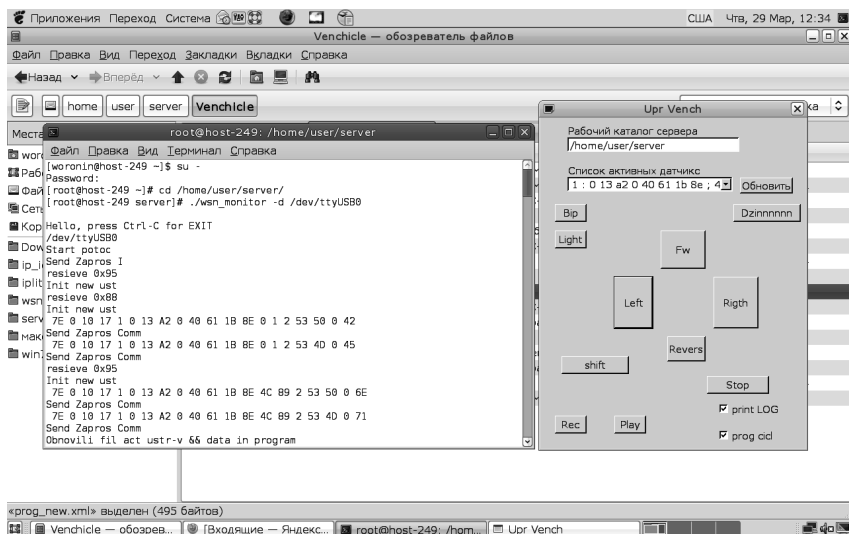 Приложения Переход Система США Чтв, 29 Мар, 12:34
Venchicle — обозреватель файлов
Файл Правка Вид Переход Закладки Вкладки Справка
Назад Вперёд
home user server Venchicle
Места
root@host-249: /home/user/server
Файл Правка Вид Терминал Справка
[woronin@host-249 ~]$ su -
Password:
[root@host-249 ~]# cd /home/user/server/
[root@host-249 server]# ./wsn_monitor -d /dev/ttyUSB0
Hello, press Ctrl-C for EXIT
/dev/ttyUSB0
Start potoc
Send Zapros I
resieve 0x95
Init new ust
resieve 0x88
Init new ust
7E 0 10 17 1 0 13 A2 0 40 61 1B 8E 0 1 2 53 50 0 42
Send Zapros Comm
7E 0 10 17 1 0 13 A2 0 40 61 1B 8E 0 1 2 53 4D 0 45
Send Zapros Comm
resieve 0x95
Init new ust
7E 0 10 17 1 0 13 A2 0 40 61 1B 8E 4C 89 2 53 50 0 6E
Send Zapros Comm
7E 0 10 17 1 0 13 A2 0 40 61 1B 8E 4C 89 2 53 4D 0 71
Send Zapros Comm
Obnovili fil act ustr-v && data in program
Upr Vench
Рабочий каталог сервера
/home/user/server
Список активных датчикс
1 : 0 13 a2 0 40 61 1b 8e ; 4
Обновить
Bip
Dzinnnnnn
Light
Fw
Left
Rigth
Revers
shift
Stop
print LOG
Rec
Play
prog cicl
«prog_new.xml» выделен (495 байтов)
Venchicle — обозрев... [Входящие — Яндекс... root@host-249: /hom... Upr Vench